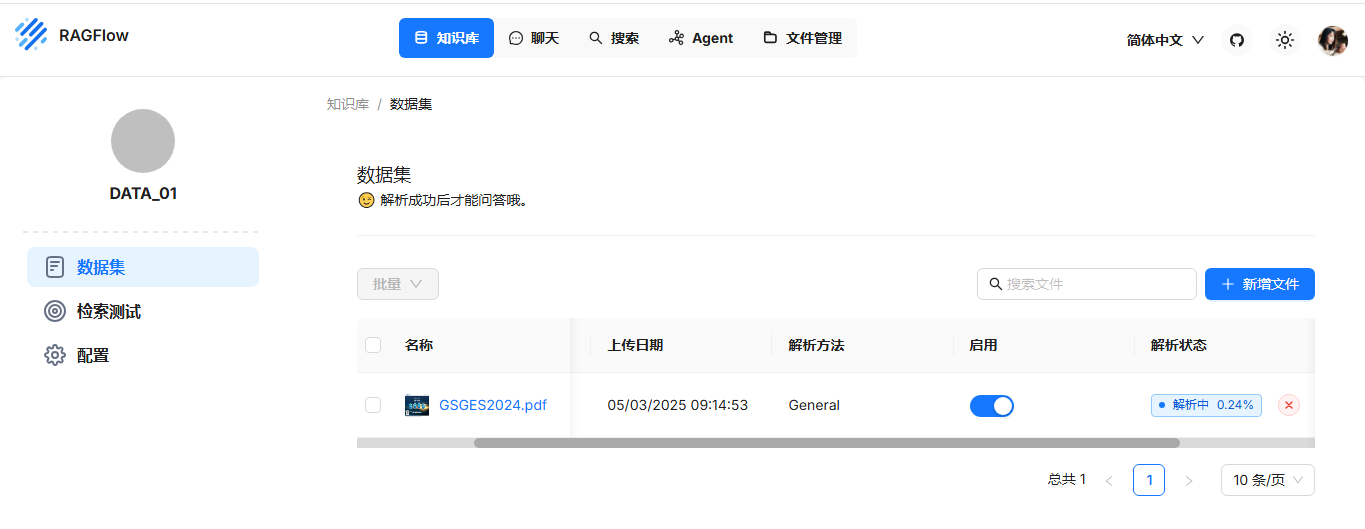 RAGFlow
知识库 聊天 搜索 Agent 文件管理
简体中文
知识库 / 数据集
DATA_01
数据集
检索测试
配置
数据集
解析成功后才能问答哦。
批量
搜索文件
新增文件
名称 上传日期 解析方法 启用 解析状态
GSGES2024.pdf 05/03/2025 09:14:53 General 解析中 0.24%
总共 1 1 10 条/页